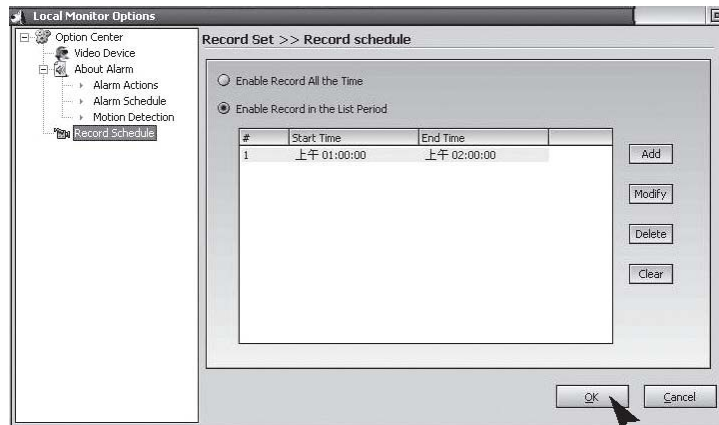 Local Monitor Options
Option Center
Video Device
About Alarm
Alarm Actions
Alarm Schedule
Motion Detection
Record Schedule
Record Set >> Record schedule
Enable Record All the Time
Enable Record in the List Period
# Start Time End Time
1 上午 01:00:00 上午 02:00:00
Add
Modify
Delete
Clear
OK Cancel